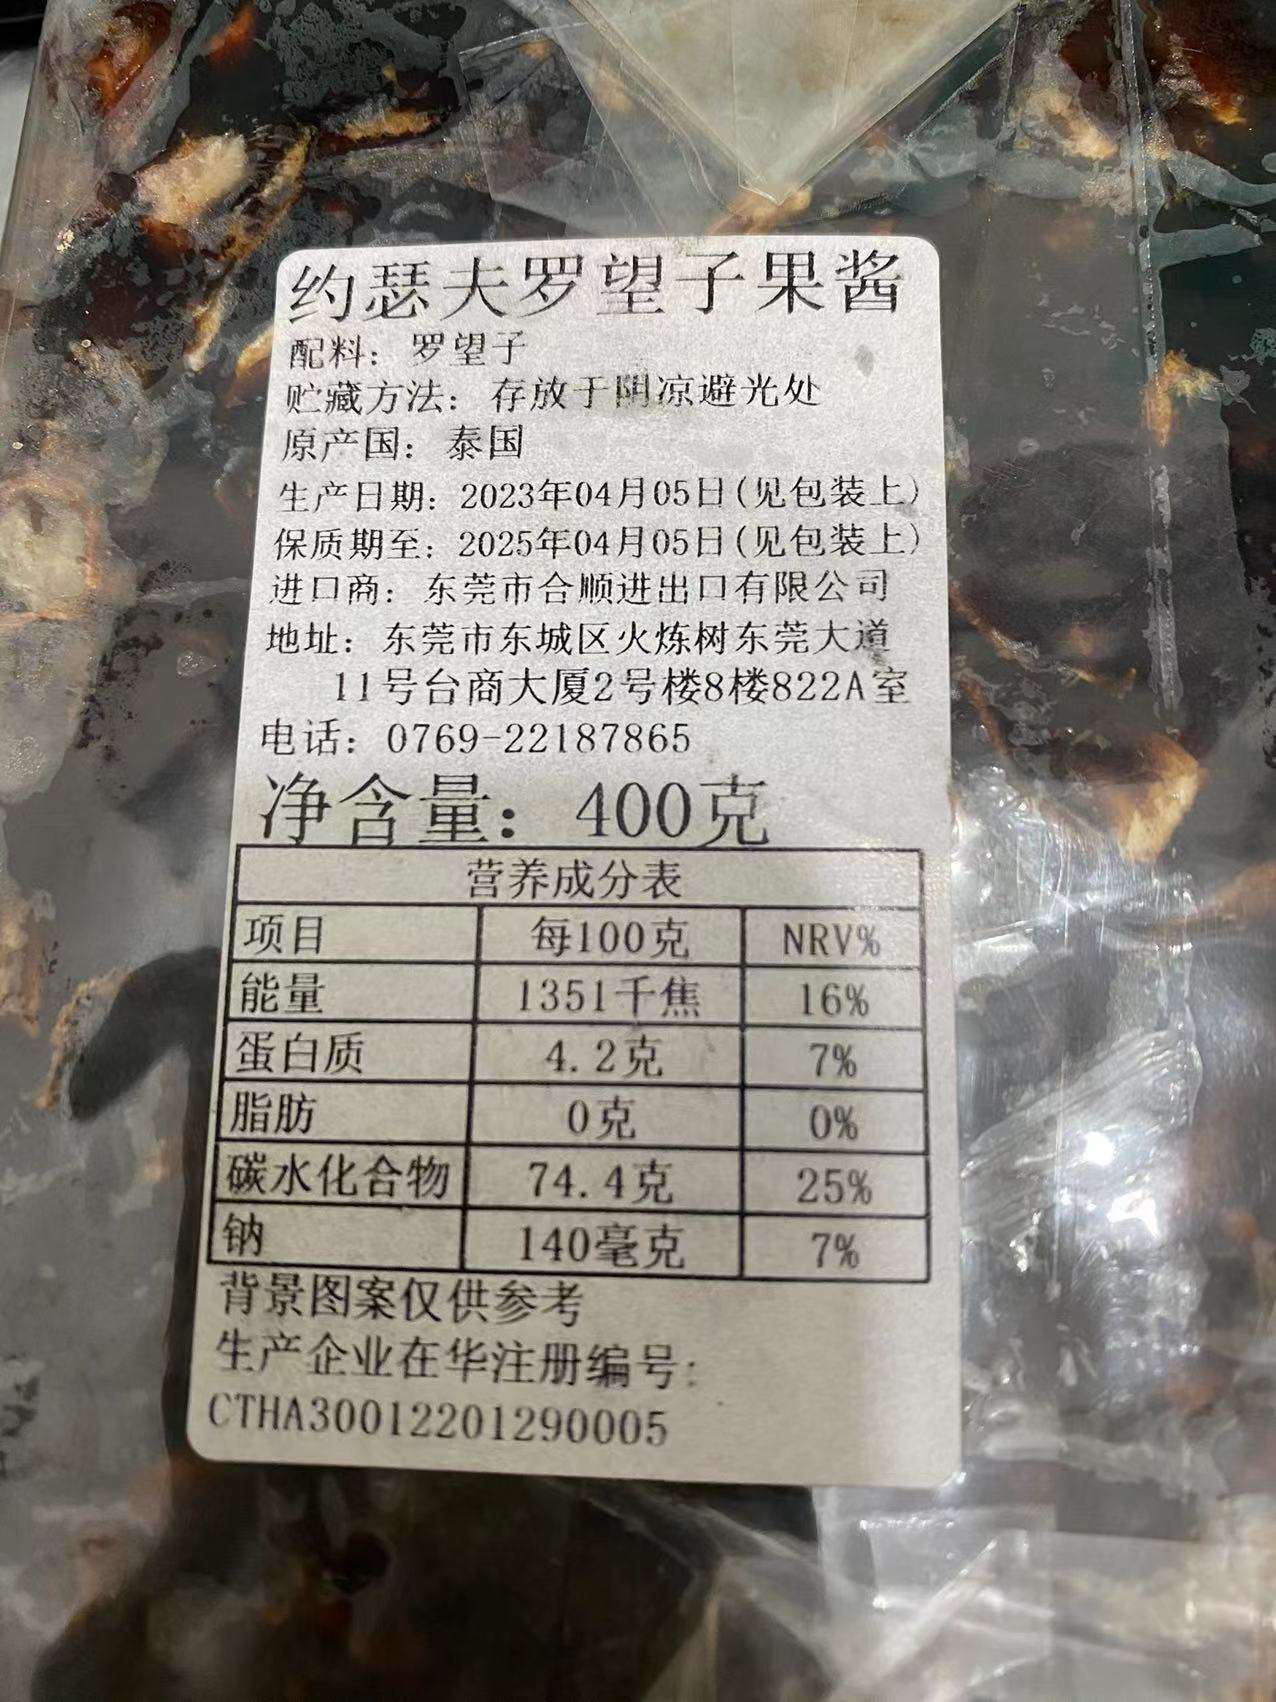 约瑟夫罗望子果酱
配料：罗望子
贮藏方法：存放于阴凉避光处
原产国：泰国
生产日期：2023年04月05日(见包装上)
保质期至：2025年04月05日(见包装上)
进口商：东莞市合顺进出口有限公司
地址：东莞市东城区火炼树东莞大道
11号台商大厦2号楼8楼822A室
电话：0769-22187865
净含量：400克
营养成分表
项目 每100克 NRV%
能量 1351千焦 16%
蛋白质 4.2克 7%
脂肪 0克 0%
碳水化合物 74.4克 25%
钠 140毫克 7%
背景图案仅供参考
生产企业在华注册编号：
CTHA30012201290005